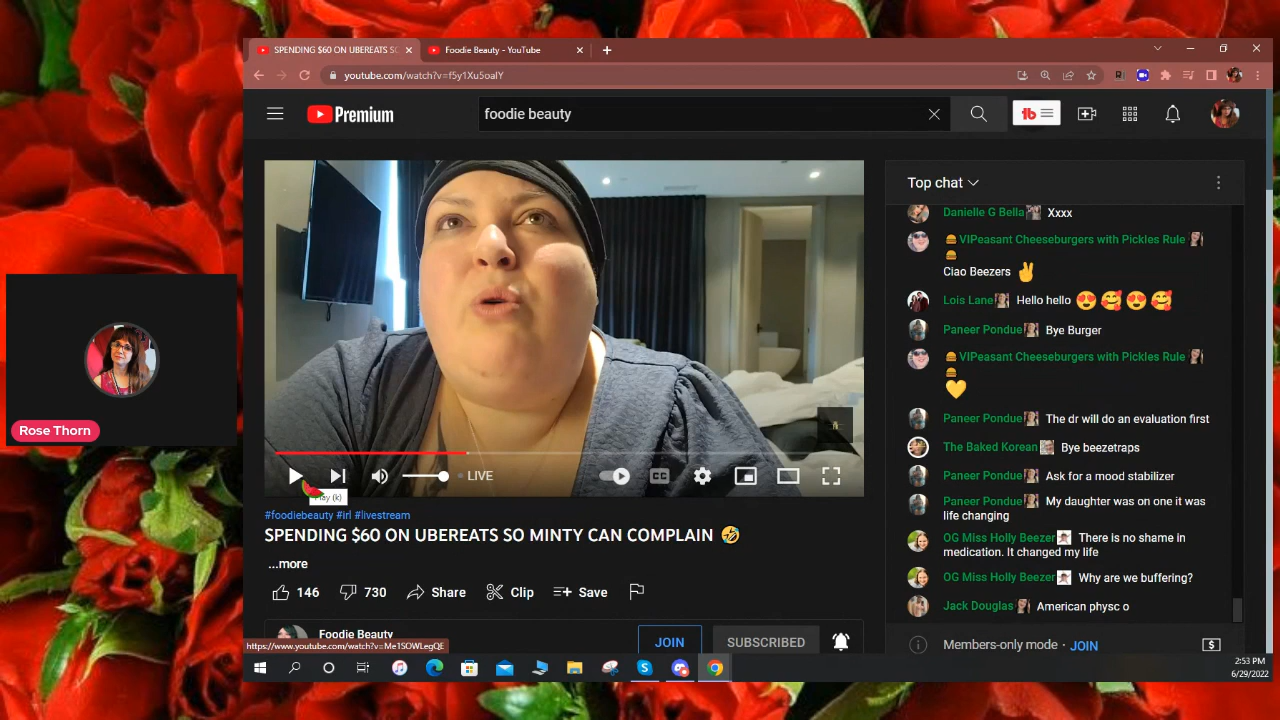 SPENDING $60 ON UBEREATS SO
Foodie Beauty - YouTube
youtube.com/watch?v=f5y1Xu5oalY
Premium
foodie beauty
Top chat
Danielle G Bella Xxxx
VIPeasant Cheeseburgers with Pickles Rule
Ciao Beezers
Lois Lane Hello hello
Paneer Pondue Bye Burger
VIPeasant Cheeseburgers with Pickles Rule
Paneer Pondue The dr will do an evaluation first
The Baked Korean Bye beezetraps
Paneer Pondue Ask for a mood stabilizer
Paneer Pondue My daughter was on one it was
life changing
OG Miss Holly Beezer There is no shame in
medication. It changed my life
OG Miss Holly Beezer Why are we buffering?
Jack Douglas American physc o
Members-only mode · JOIN
Rose Thorn
LIVE
CC
Play (k)
#foodiebeauty #irl #livestream
SPENDING $60 ON UBEREATS SO MINTY CAN COMPLAIN
...more
146 730 Share Clip Save
Foodie Beauty
JOIN SUBSCRIBED
https://www.youtube.com/watch?v=Me1SOWLegQE
2:53 PM
6/29/2022